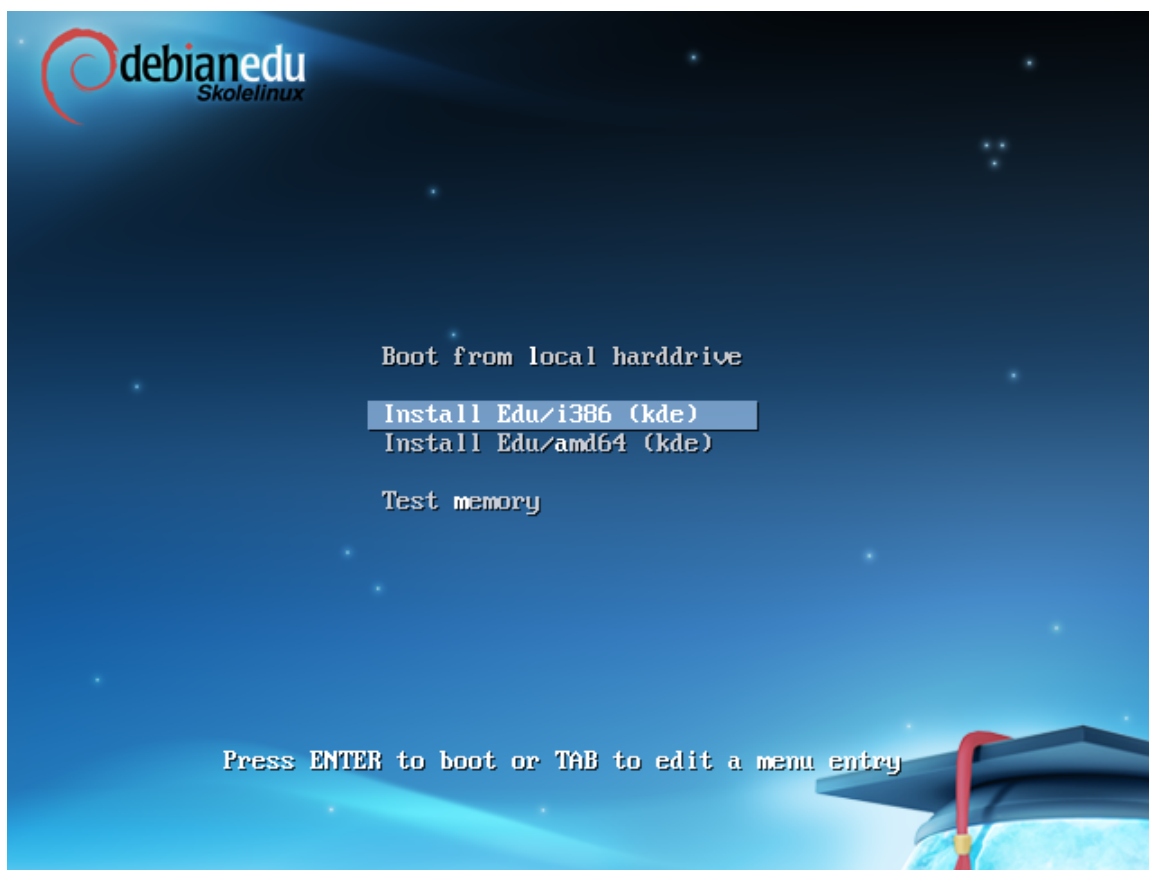 debianedu
Skolelinux
Boot from local harddrive
Install Edu/i386 (kde)
Install Edu/amd64 (kde)
Test memory
Press ENTER to boot or TAB to edit a menu entry